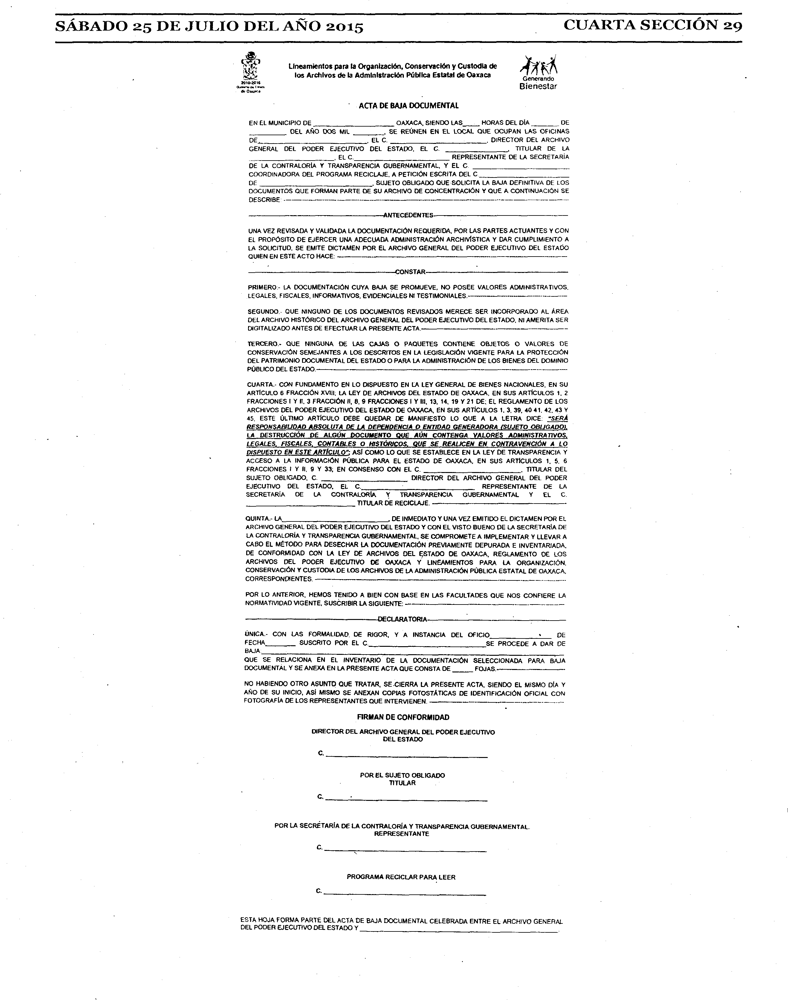 SÁBADO 25 DE JULIO DEL AÑO 2015
CUARTA SECCIÓN 29
2010-2016
de Oaxaca
Lineamientos para la Organización, Conservación y Custodia de
los Archivos de la Administración Pública Estatal de Oaxaca
Generando
Bienestar
ACTA DE BAJA DOCUMENTAL
EN EL MUNICIPIO DE ____________________ OAXACA, SIENDO LAS____ HORAS DEL DÍA ______ DE
_________ DEL AÑO DOS MIL _______, SE REÚNEN EN EL LOCAL QUE OCUPAN LAS OFICINAS
DE__________________________, EL C. ________________________, DIRECTOR DEL ARCHIVO
GENERAL DEL PODER EJECUTIVO DEL ESTADO, EL C. _______________, TITULAR DE LA
____________________, EL C._______________________ REPRESENTANTE DE LA SECRETARÍA
DE LA CONTRALORÍA Y TRANSPARENCIA GUBERNAMENTAL, Y EL C. _______________________
COORDINADORA DEL PROGRAMA RECICLAJE, A PETICIÓN ESCRITA DEL C______________________
DE ___________________________, SUJETO OBLIGADO QUE SOLICITA LA BAJA DEFINITIVA DE LOS
DOCUMENTOS QUE FORMAN PARTE DE SU ARCHIVO DE CONCENTRACIÓN Y QUE A CONTINUACIÓN SE
DESCRIBE: ------------------------------
------------------------------ANTECEDENTES------------------------------
UNA VEZ REVISADA Y VALIDADA LA DOCUMENTACIÓN REQUERIDA, POR LAS PARTES ACTUANTES Y CON
EL PROPÓSITO DE EJERCER UNA ADECUADA ADMINISTRACIÓN ARCHIVÍSTICA Y DAR CUMPLIMIENTO A
LA SOLICITUD, SE EMITE DICTAMEN POR EL ARCHIVO GENERAL DEL PODER EJECUTIVO DEL ESTADO
QUIEN EN ESTE ACTO HACE: ------------------------------
------------------------------CONSTAR------------------------------
PRIMERO.- LA DOCUMENTACIÓN CUYA BAJA SE PROMUEVE, NO POSEE VALORES ADMINISTRATIVOS,
LEGALES, FISCALES, INFORMATIVOS, EVIDENCIALES NI TESTIMONIALES.--------------------
SEGUNDO.- QUE NINGUNO DE LOS DOCUMENTOS REVISADOS MERECE SER INCORPORADO AL ÁREA
DEL ARCHIVO HISTÓRICO DEL ARCHIVO GENERAL DEL PODER EJECUTIVO DEL ESTADO, NI AMERITA SER
DIGITALIZADO ANTES DE EFECTUAR LA PRESENTE ACTA.------------------------------
TERCERO.- QUE NINGUNA DE LAS CAJAS O PAQUETES CONTIENE OBJETOS O VALORES DE
CONSERVACIÓN SEMEJANTES A LOS DESCRITOS EN LA LEGISLACIÓN VIGENTE PARA LA PROTECCIÓN
DEL PATRIMONIO DOCUMENTAL DEL ESTADO O PARA LA ADMINISTRACIÓN DE LOS BIENES DEL DOMINIO
PÚBLICO DEL ESTADO.------------------------------
CUARTA.- CON FUNDAMENTO EN LO DISPUESTO EN LA LEY GENERAL DE BIENES NACIONALES, EN SU
ARTÍCULO 6 FRACCIÓN XVIII; LA LEY DE ARCHIVOS DEL ESTADO DE OAXACA, EN SUS ARTÍCULOS 1, 2
FRACCIONES I Y II, 3 FRACCIÓN II, 8, 9 FRACCIONES I Y III, 13, 14, 19 Y 21 DE; EL REGLAMENTO DE LOS
ARCHIVOS DEL PODER EJECUTIVO DEL ESTADO DE OAXACA, EN SUS ARTÍCULOS 1, 3, 39, 40 41, 42, 43 Y
45, ESTE ÚLTIMO ARTÍCULO DEBE QUEDAR DE MANIFIESTO LO QUE A LA LETRA DICE: "SERÁ
RESPONSABILIDAD ABSOLUTA DE LA DEPENDENCIA O ENTIDAD GENERADORA (SUJETO OBLIGADO),
LA DESTRUCCIÓN DE ALGÚN DOCUMENTO QUE AÚN CONTENGA VALORES ADMINISTRATIVOS,
LEGALES, FISCALES, CONTABLES O HISTÓRICOS, QUE SE REALICEN EN CONTRAVENCIÓN A LO
DISPUESTO EN ESTE ARTÍCULO"; ASÍ COMO LO QUE SE ESTABLECE EN LA LEY DE TRANSPARENCIA Y
ACCESO A LA INFORMACIÓN PÚBLICA PARA EL ESTADO DE OAXACA, EN SUS ARTÍCULOS 1, 5, 6
FRACCIONES I Y II, 9 Y 33; EN CONSENSO CON EL C. ________________________, TITULAR DEL
SUJETO OBLIGADO, C. _____________________ DIRECTOR DEL ARCHIVO GENERAL DEL PODER
EJECUTIVO DEL ESTADO, EL C.____________________________ REPRESENTANTE DE LA
SECRETARÍA DE LA CONTRALORÍA Y TRANSPARENCIA GUBERNAMENTAL Y EL C.
___________________________ TITULAR DE RECICLAJE. ------------------------------
QUINTA.- LA__________________________, DE INMEDIATO Y UNA VEZ EMITIDO EL DICTAMEN POR EL
ARCHIVO GENERAL DEL PODER EJECUTIVO DEL ESTADO Y CON EL VISTO BUENO DE LA SECRETARÍA DE
LA CONTRALORÍA Y TRANSPARENCIA GUBERNAMENTAL, SE COMPROMETE A IMPLEMENTAR Y LLEVAR A
CABO EL MÉTODO PARA DESECHAR LA DOCUMENTACIÓN PREVIAMENTE DEPURADA E INVENTARIADA,
DE CONFORMIDAD CON LA LEY DE ARCHIVOS DEL ESTADO DE OAXACA, REGLAMENTO DE LOS
ARCHIVOS DEL PODER EJECUTIVO DE OAXACA Y LINEAMIENTOS PARA LA ORGANIZACIÓN,
CONSERVACIÓN Y CUSTODIA DE LOS ARCHIVOS DE LA ADMINISTRACIÓN PÚBLICA ESTATAL DE OAXACA,
CORRESPONDIENTES. ------------------------------
POR LO ANTERIOR, HEMOS TENIDO A BIEN CON BASE EN LAS FACULTADES QUE NOS CONFIERE LA
NORMATIVIDAD VIGENTE, SUSCRIBIR LA SIGUIENTE: ------------------------------
------------------------------DECLARATORIA------------------------------
ÚNICA.- CON LAS FORMALIDAD DE RIGOR, Y A INSTANCIA DEL OFICIO_______________ DE
FECHA_______ SUSCRITO POR EL C.____________________________SE PROCEDE A DAR DE
BAJA:______________________________
QUE SE RELACIONA EN EL INVENTARIO DE LA DOCUMENTACIÓN SELECCIONADA PARA BAJA
DOCUMENTAL Y SE ANEXA EN LA PRESENTE ACTA QUE CONSTA DE _____ FOJAS.---------------
NO HABIENDO OTRO ASUNTO QUE TRATAR, SE CIERRA LA PRESENTE ACTA, SIENDO EL MISMO DÍA Y
AÑO DE SU INICIO, ASÍ MISMO SE ANEXAN COPIAS FOTOSTÁTICAS DE IDENTIFICACIÓN OFICIAL CON
FOTOGRAFÍA DE LOS REPRESENTANTES QUE INTERVIENEN. ------------------------------
FIRMAN DE CONFORMIDAD
DIRECTOR DEL ARCHIVO GENERAL DEL PODER EJECUTIVO
DEL ESTADO
C. ______________________________
POR EL SUJETO OBLIGADO
TITULAR
C. ______________________________
POR LA SECRETARÍA DE LA CONTRALORÍA Y TRANSPARENCIA GUBERNAMENTAL.
REPRESENTANTE
C. ______________________________
PROGRAMA RECICLAR PARA LEER
C. ______________________________
ESTA HOJA FORMA PARTE DEL ACTA DE BAJA DOCUMENTAL CELEBRADA ENTRE EL ARCHIVO GENERAL
DEL PODER EJECUTIVO DEL ESTADO Y ______________________________